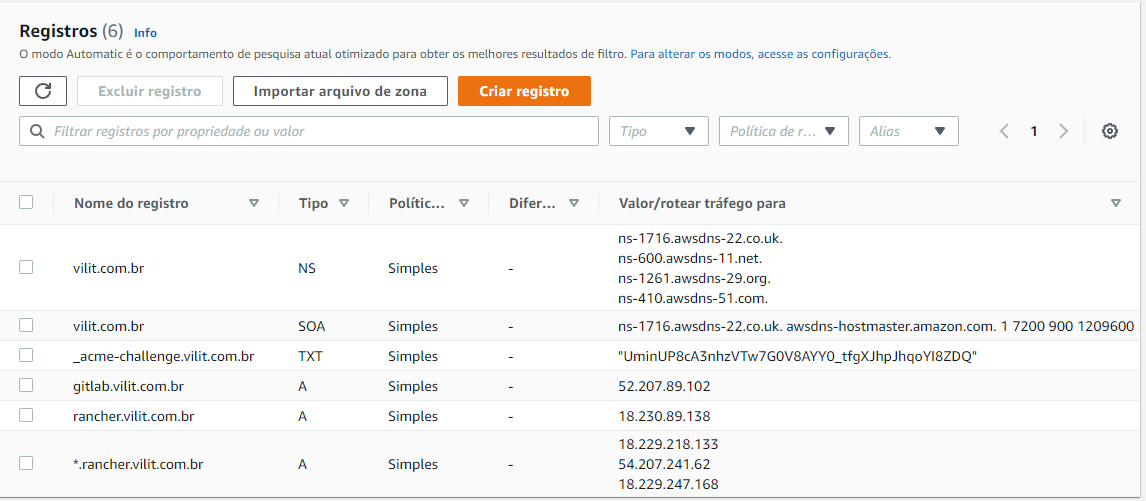 Registros (6) Info
O modo Automatic é o comportamento de pesquisa atual otimizado para obter os melhores resultados de filtro. Para alterar os modos, acesse as configurações.
Excluir registro Importar arquivo de zona Criar registro
Filtrar registros por propriedade ou valor Tipo Política de r... Alias 1
Nome do registro Tipo Polític... Difer... Valor/rotear tráfego para
ns-1716.awsdns-22.co.uk.
ns-600.awsdns-11.net.
vilit.com.br NS Simples -
ns-1261.awsdns-29.org.
ns-410.awsdns-51.com.
vilit.com.br SOA Simples - ns-1716.awsdns-22.co.uk. awsdns-hostmaster.amazon.com. 1 7200 900 1209600
_acme-challenge.vilit.com.br TXT Simples - "UminUP8cA3nhzVTw7G0V8AYY0_tfgXJhpJhqoYI8ZDQ"
gitlab.vilit.com.br A Simples - 52.207.89.102
rancher.vilit.com.br A Simples - 18.230.89.138
18.229.218.133
*.rancher.vilit.com.br A Simples - 54.207.241.62
18.229.247.168